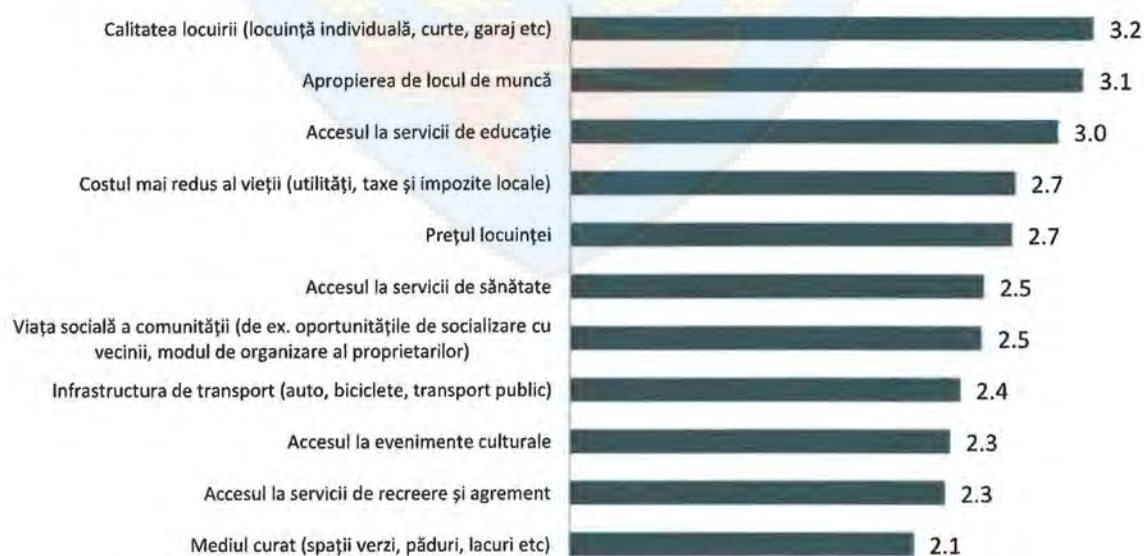 Calitatea locuirii (locuință individuală, curte, garaj etc) 3.2
Apropierea de locul de muncă 3.1
Accesul la servicii de educație 3.0
Costul mai redus al vieții (utilități, taxe și impozite locale) 2.7
Prețul locuinței 2.7
Accesul la servicii de sănătate 2.5
Viața socială a comunității (de ex. oportunitățile de socializare cu
vecinii, modul de organizare al proprietarilor) 2.5
Infrastructura de transport (auto, biciclete, transport public) 2.4
Accesul la evenimente culturale 2.3
Accesul la servicii de recreere și agrement 2.3
Mediul curat (spații verzi, păduri, lacuri etc) 2.1